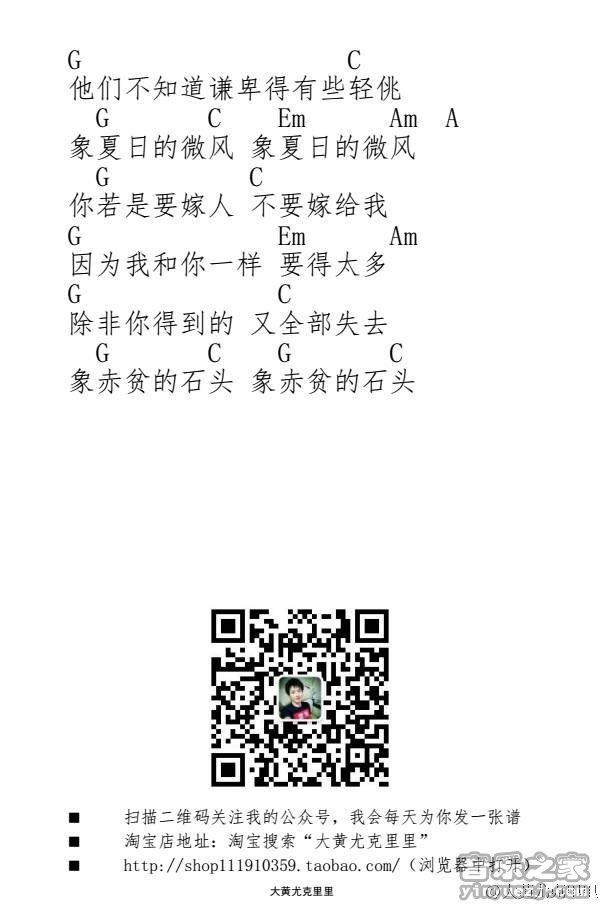 G C
他们不知道谦卑得有些轻佻
G C Em Am A
象夏日的微风 象夏日的微风
G C
你若是要嫁人 不要嫁给我
G Em Am
因为我和你一样 要得太多
G C
除非你得到的 又全部失去
G C G C
象赤贫的石头 象赤贫的石头
■ 扫描二维码关注我的公众号，我会每天为你发一张谱
■ 淘宝店地址：淘宝搜索“大黄尤克里里”
■ http://shop111910359.taobao.com/（浏览器中打开）
音乐之家
大黄尤克里里